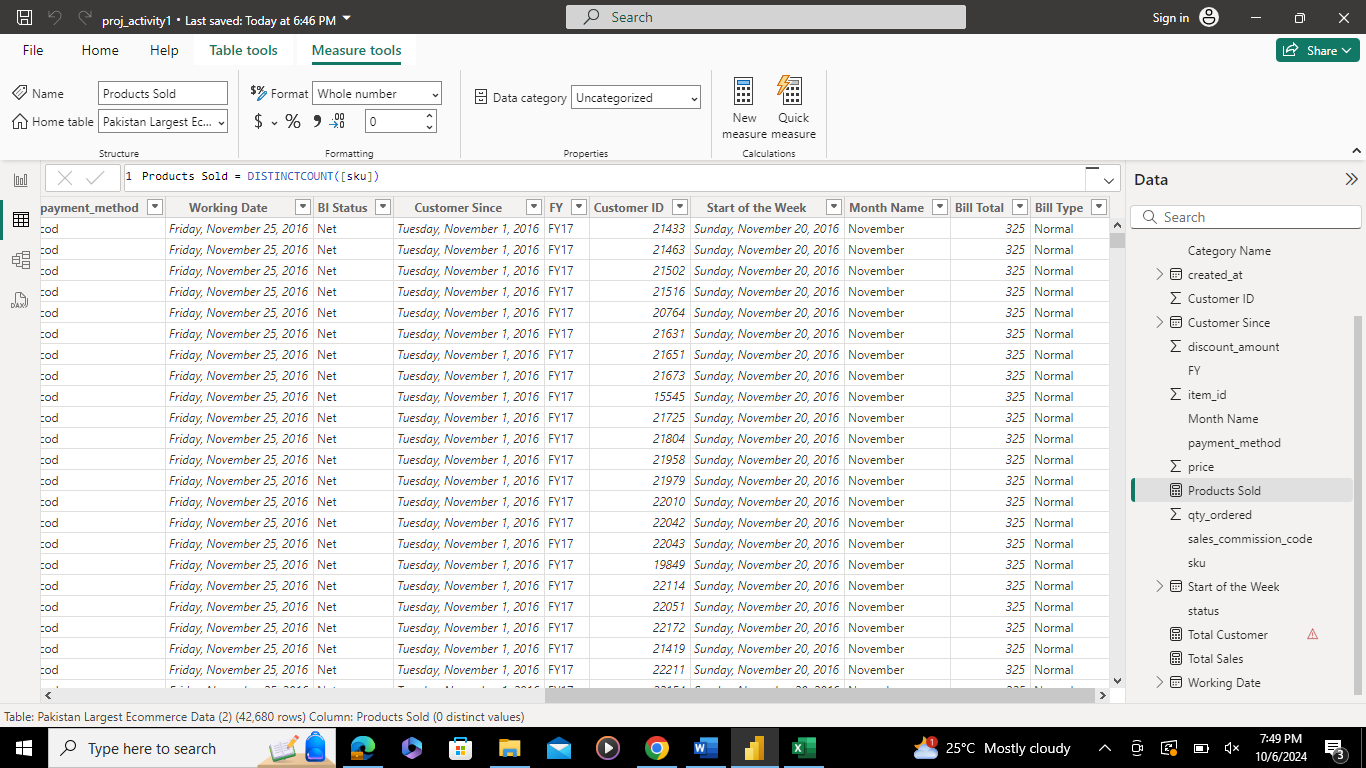 proj_activity1 • Last saved: Today at 6:46 PM
Search
Sign in
File Home Help Table tools Measure tools
Share
Name Products Sold
Home table Pakistan Largest Ec...
Structure
$% Format Whole number
$ % 0
Formatting
Data category Uncategorized
Properties
New measure
Quick measure
Calculations
1 Products Sold = DISTINCTCOUNT([sku])
payment_method Working Date BI Status Customer Since FY Customer ID Start of the Week Month Name Bill Total Bill Type
cod Friday, November 25, 2016 Net Tuesday, November 1, 2016 FY17 21433 Sunday, November 20, 2016 November 325 Normal
cod Friday, November 25, 2016 Net Tuesday, November 1, 2016 FY17 21463 Sunday, November 20, 2016 November 325 Normal
cod Friday, November 25, 2016 Net Tuesday, November 1, 2016 FY17 21502 Sunday, November 20, 2016 November 325 Normal
cod Friday, November 25, 2016 Net Tuesday, November 1, 2016 FY17 21516 Sunday, November 20, 2016 November 325 Normal
cod Friday, November 25, 2016 Net Tuesday, November 1, 2016 FY17 20764 Sunday, November 20, 2016 November 325 Normal
cod Friday, November 25, 2016 Net Tuesday, November 1, 2016 FY17 21631 Sunday, November 20, 2016 November 325 Normal
cod Friday, November 25, 2016 Net Tuesday, November 1, 2016 FY17 21651 Sunday, November 20, 2016 November 325 Normal
cod Friday, November 25, 2016 Net Tuesday, November 1, 2016 FY17 21673 Sunday, November 20, 2016 November 325 Normal
cod Friday, November 25, 2016 Net Tuesday, November 1, 2016 FY17 15545 Sunday, November 20, 2016 November 325 Normal
cod Friday, November 25, 2016 Net Tuesday, November 1, 2016 FY17 21725 Sunday, November 20, 2016 November 325 Normal
cod Friday, November 25, 2016 Net Tuesday, November 1, 2016 FY17 21804 Sunday, November 20, 2016 November 325 Normal
cod Friday, November 25, 2016 Net Tuesday, November 1, 2016 FY17 21958 Sunday, November 20, 2016 November 325 Normal
cod Friday, November 25, 2016 Net Tuesday, November 1, 2016 FY17 21979 Sunday, November 20, 2016 November 325 Normal
cod Friday, November 25, 2016 Net Tuesday, November 1, 2016 FY17 22010 Sunday, November 20, 2016 November 325 Normal
cod Friday, November 25, 2016 Net Tuesday, November 1, 2016 FY17 22042 Sunday, November 20, 2016 November 325 Normal
cod Friday, November 25, 2016 Net Tuesday, November 1, 2016 FY17 22043 Sunday, November 20, 2016 November 325 Normal
cod Friday, November 25, 2016 Net Tuesday, November 1, 2016 FY17 19849 Sunday, November 20, 2016 November 325 Normal
cod Friday, November 25, 2016 Net Tuesday, November 1, 2016 FY17 22114 Sunday, November 20, 2016 November 325 Normal
cod Friday, November 25, 2016 Net Tuesday, November 1, 2016 FY17 22051 Sunday, November 20, 2016 November 325 Normal
cod Friday, November 25, 2016 Net Tuesday, November 1, 2016 FY17 22172 Sunday, November 20, 2016 November 325 Normal
cod Friday, November 25, 2016 Net Tuesday, November 1, 2016 FY17 21419 Sunday, November 20, 2016 November 325 Normal
cod Friday, November 25, 2016 Net Tuesday, November 1, 2016 FY17 22211 Sunday, November 20, 2016 November 325 Normal
Data
Search
Category Name
created_at
Customer ID
Customer Since
discount_amount
FY
item_id
Month Name
payment_method
price
Products Sold
qty_ordered
sales_commission_code
sku
Start of the Week
status
Total Customer
Total Sales
Working Date
Table: Pakistan Largest Ecommerce Data (2) (42,680 rows) Column: Products Sold (0 distinct values)
Type here to search
1
25°C Mostly cloudy
7:49 PM
10/6/2024
3